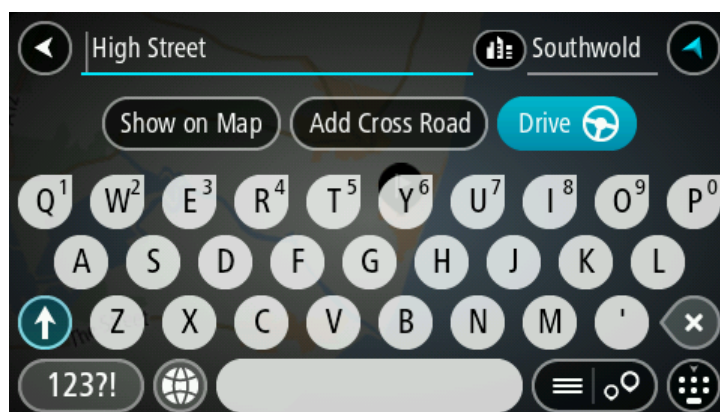 High Street Southwold
Show on Map Add Cross Road Drive
Q1 W2 E3 R4 T5 Y6 U7 I8 O9 P0
A S D F G H J K L
Z X C V B N M '
123?!